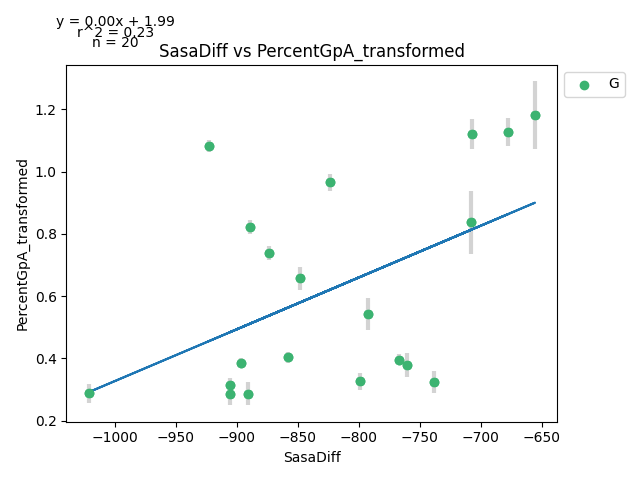 y = 0.00x + 1.99
r^2 = 0.23
n = 20
SasaDiff vs PercentGpA_transformed
G
PercentGpA_transformed
1.2
1.0
0.8
0.6
0.4
0.2
−1000
−950
−900
−850
−800
−750
−700
−650
SasaDiff